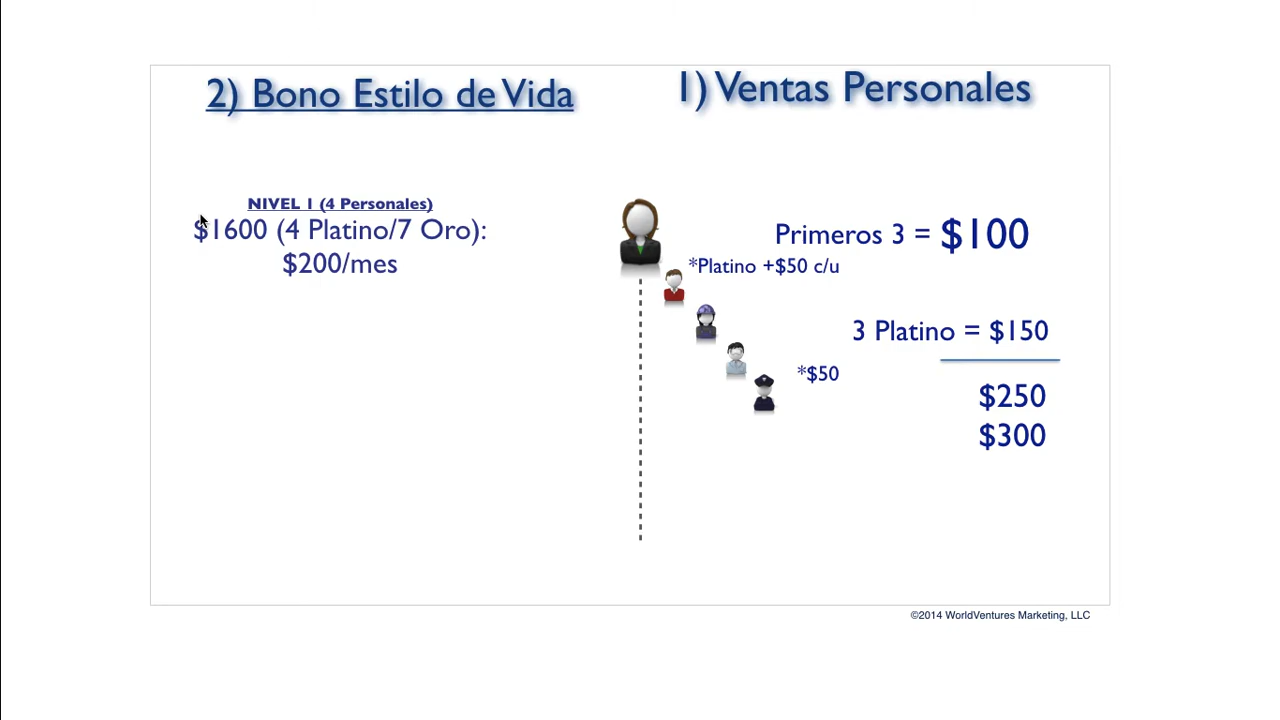 2) Bono Estilo de Vida
1) Ventas Personales
NIVEL 1 (4 Personales)
$1600 (4 Platino/7 Oro):
$200/mes
Primeros 3 = $100
*Platino +$50 c/u
3 Platino = $150
*$50
$250
$300
©2014 WorldVentures Marketing, LLC